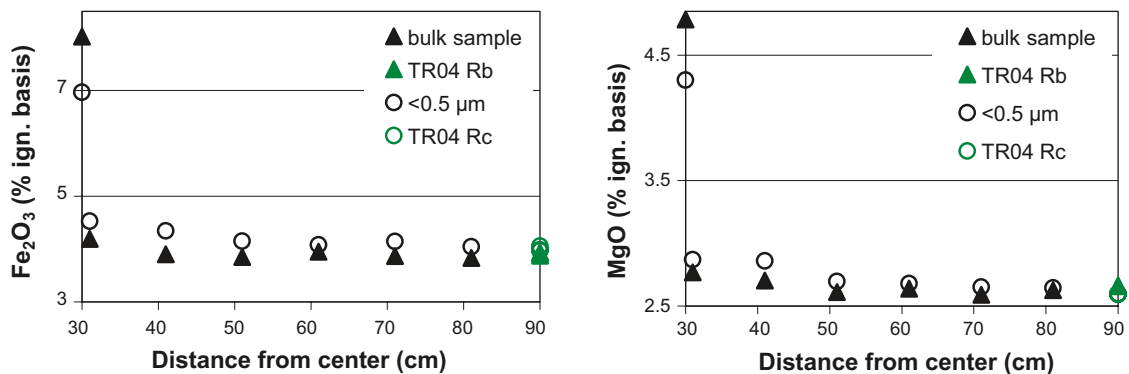 Fe₂O₃ (% ign. basis)
7
5
3
30 40 50 60 70 80 90
Distance from center (cm)
bulk sample
TR04 Rb
<0.5 µm
TR04 Rc
MgO (% ign. basis)
4.5
3.5
2.5
30 40 50 60 70 80 90
Distance from center (cm)
bulk sample
TR04 Rb
<0.5 µm
TR04 Rc